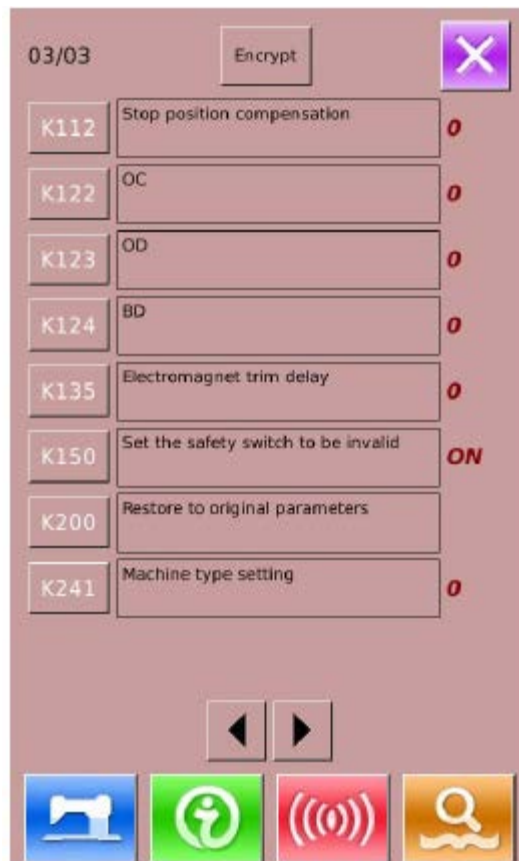 03/03
Encrypt
K112 Stop position compensation 0
K122 OC 0
K123 OD 0
K124 BD 0
K135 Electromagnet trim delay 0
K150 Set the safety switch to be invalid ON
K200 Restore to original parameters
K241 Machine type setting 0